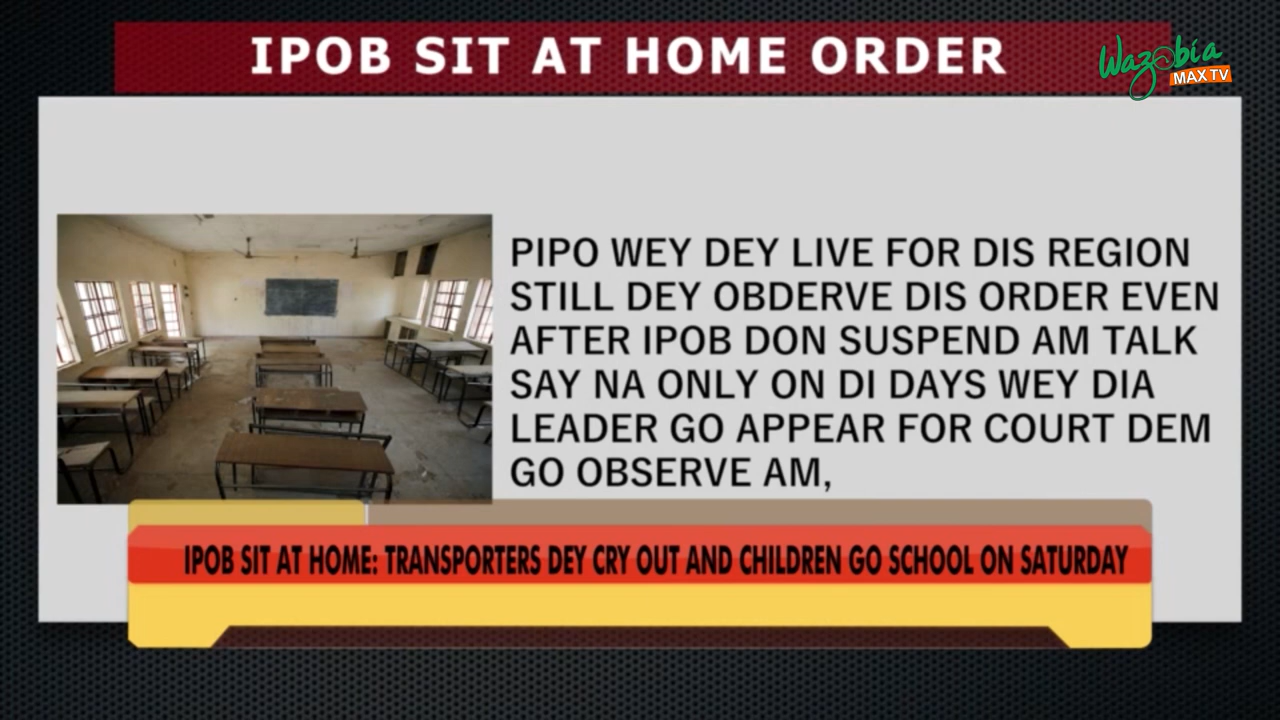 IPOB SIT AT HOME ORDER
Wazobia
MAX TV
PIPO WEY DEY LIVE FOR DIS REGION
STILL DEY OBDERVE DIS ORDER EVEN
AFTER IPOB DON SUSPEND AM TALK
SAY NA ONLY ON DI DAYS WEY DIA
LEADER GO APPEAR FOR COURT DEM
GO OBSERVE AM,
IPOB SIT AT HOME: TRANSPORTERS DEY CRY OUT AND CHILDREN GO SCHOOL ON SATURDAY